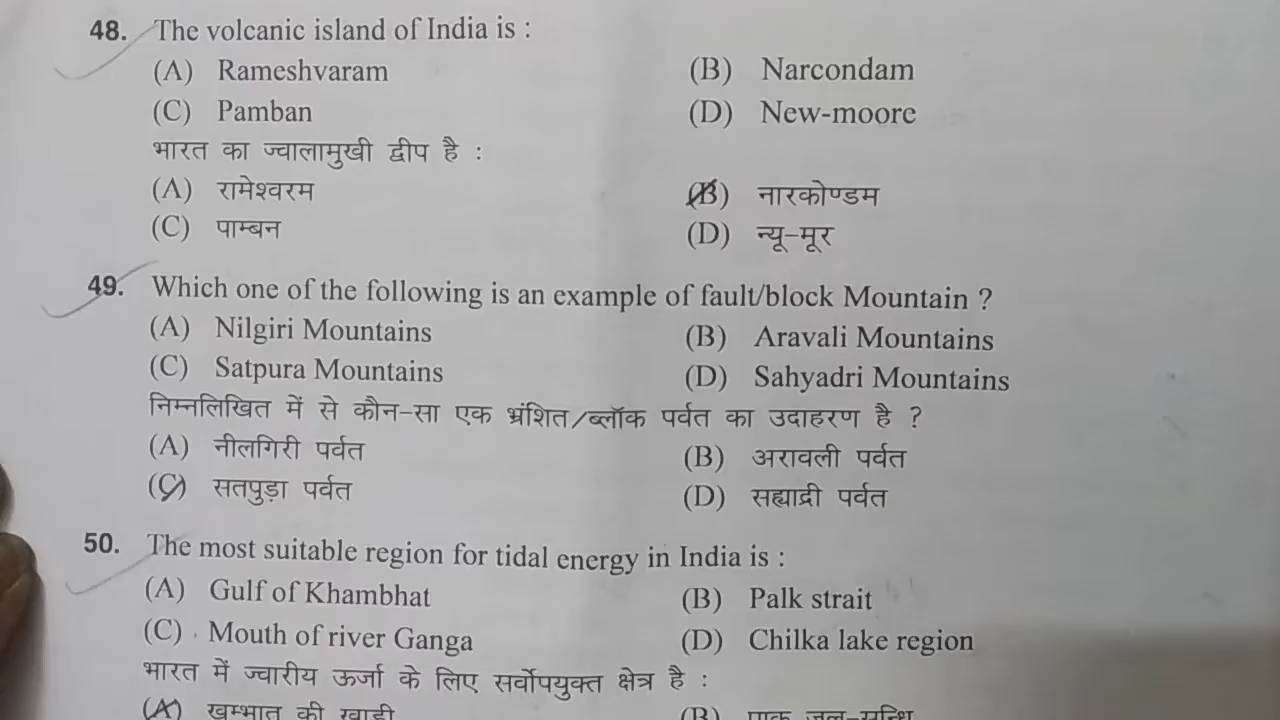 48. The volcanic island of India is :
(A) Rameshvaram (B) Narcondam
(C) Pamban (D) New-moore
भारत का ज्वालामुखी द्वीप है :
(A) रामेश्वरम (B) नारकोण्डम
(C) पाम्बन (D) न्यू-मूर
49. Which one of the following is an example of fault/block Mountain ?
(A) Nilgiri Mountains (B) Aravali Mountains
(C) Satpura Mountains (D) Sahyadri Mountains
निम्नलिखित में से कौन-सा एक भ्रंशित/ब्लॉक पर्वत का उदाहरण है ?
(A) नीलगिरी पर्वत (B) अरावली पर्वत
(C) सतपुड़ा पर्वत (D) सह्याद्री पर्वत
50. The most suitable region for tidal energy in India is :
(A) Gulf of Khambhat (B) Palk strait
(C) Mouth of river Ganga (D) Chilka lake region
भारत में ज्वारीय ऊर्जा के लिए सर्वोपयुक्त क्षेत्र है :
(A) खम्भात की खाड़ी (B) पाक जल-सन्धि